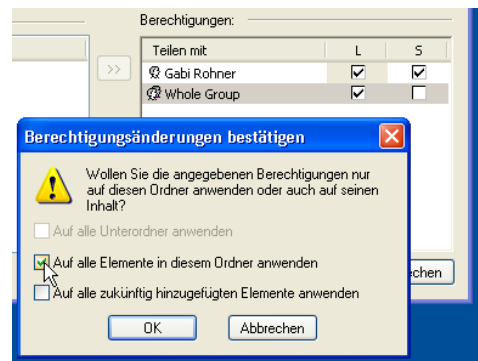 Berechtigungen:
Teilen mit L S
>>
Gabi Rohner
Whole Group
Berechtigungsänderungen bestätigen
Wollen Sie die angegebenen Berechtigungen nur
auf diesen Ordner anwenden oder auch auf seinen
Inhalt?
Auf alle Unterordner anwenden
Auf alle Elemente in diesem Ordner anwenden
chen
Auf alle zukünftig hinzugefügten Elemente anwenden
OK Abbrechen